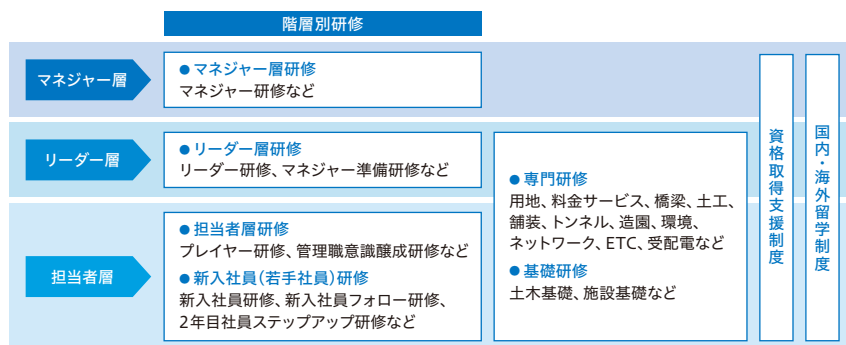 階層別研修
マネジャー層
●マネジャー層研修
マネジャー研修など
リーダー層
●リーダー層研修
リーダー研修、マネジャー準備研修など
担当者層
●担当者層研修
プレイヤー研修、管理職意識醸成研修など
●新入社員(若手社員)研修
新入社員研修、新入社員フォロー研修、
2年目社員ステップアップ研修など
●専門研修
用地、料金サービス、橋梁、土工、
舗装、トンネル、造園、環境、
ネットワーク、ETC、受配電など
●基礎研修
土木基礎、施設基礎など
資格取得支援制度
国内・海外留学制度